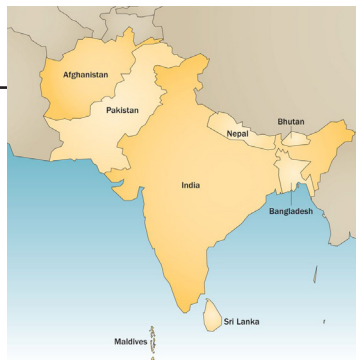 Afghanistan
Pakistan
Bhutan
Nepal
India
Bangladesh
Sri Lanka
Maldives